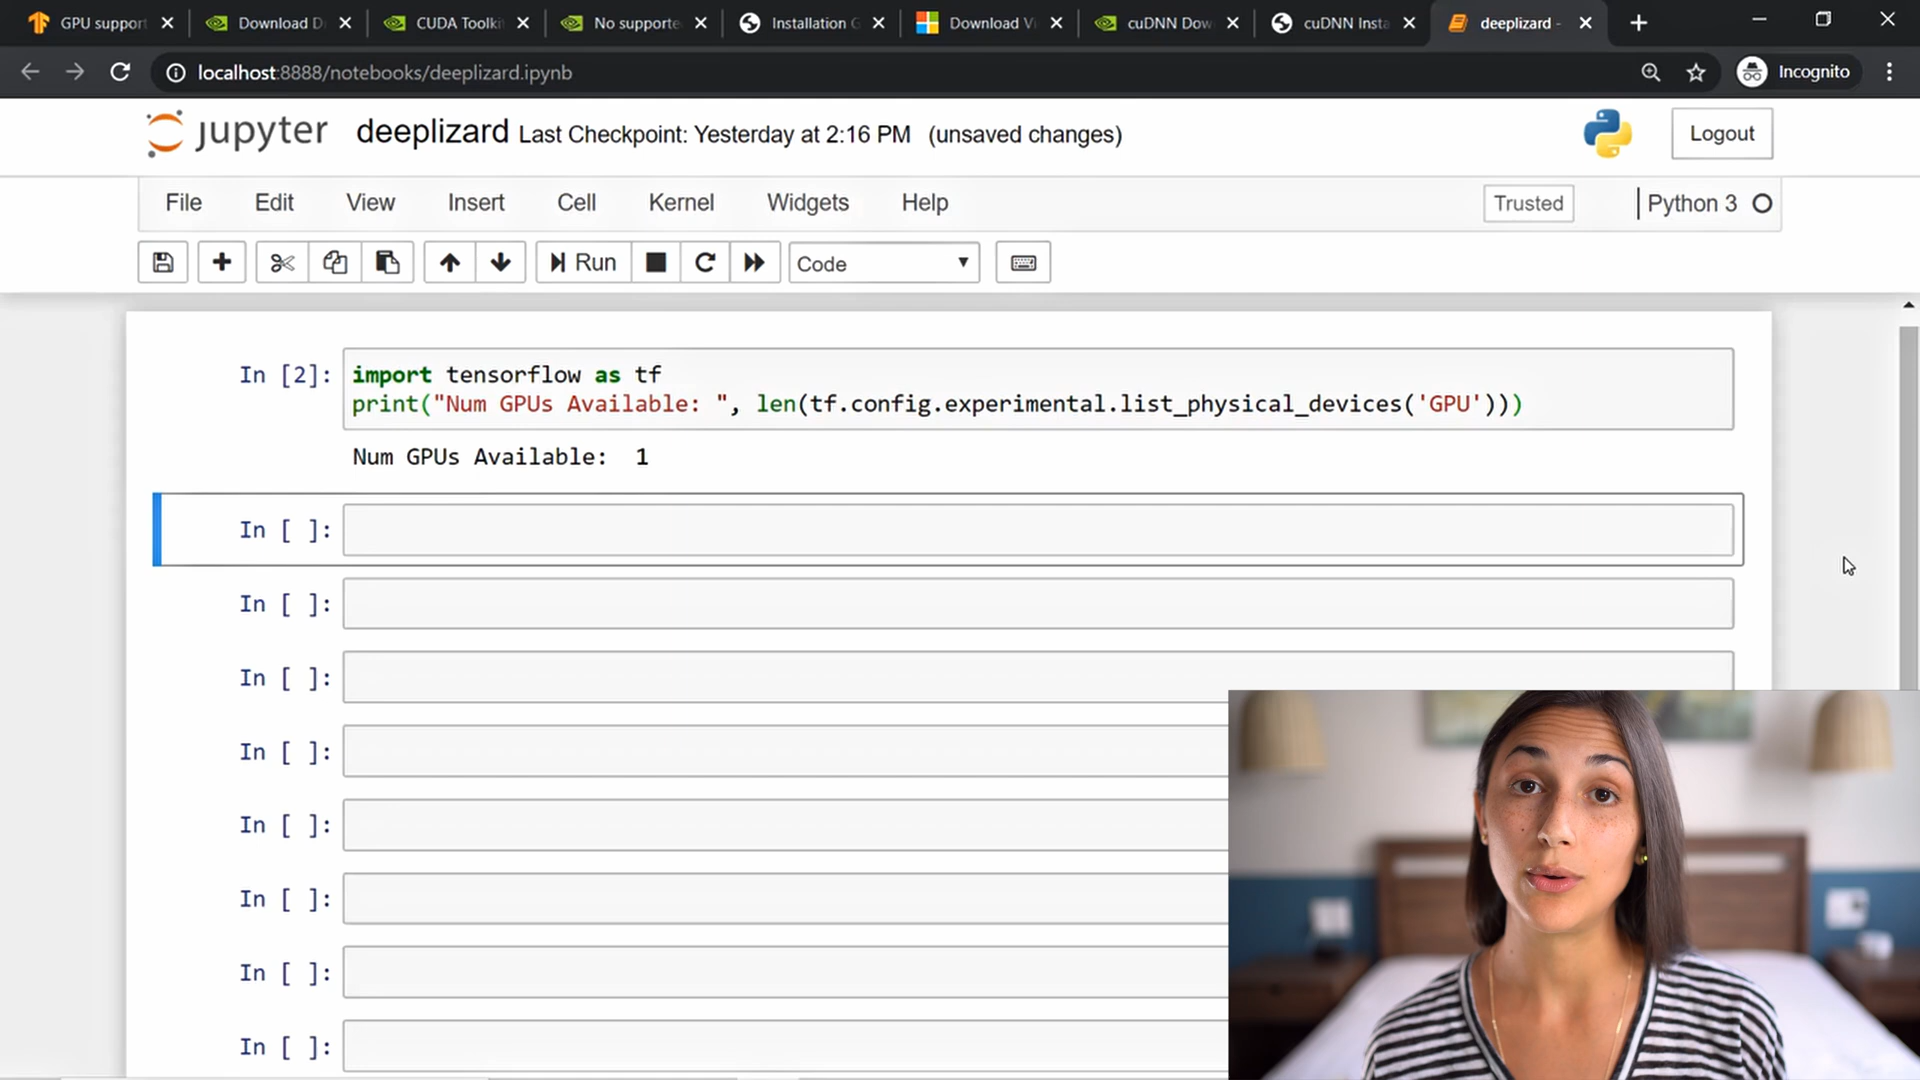 GPU support
Download D
CUDA Toolki
No supporte
Installation G
Download Vi
cuDNN Dow
cuDNN Insta
deeplizard -
localhost:8888/notebooks/deeplizard.ipynb
Incognito
jupyter deeplizard Last Checkpoint: Yesterday at 2:16 PM (unsaved changes)
Logout
File Edit View Insert Cell Kernel Widgets Help
Trusted
Python 3
Run
Code
In [2]: import tensorflow as tf
print("Num GPUs Available: ", len(tf.config.experimental.list_physical_devices('GPU')))
Num GPUs Available:  1
In [ ]:
In [ ]:
In [ ]:
In [ ]:
In [ ]:
In [ ]:
In [ ]:
In [ ]: